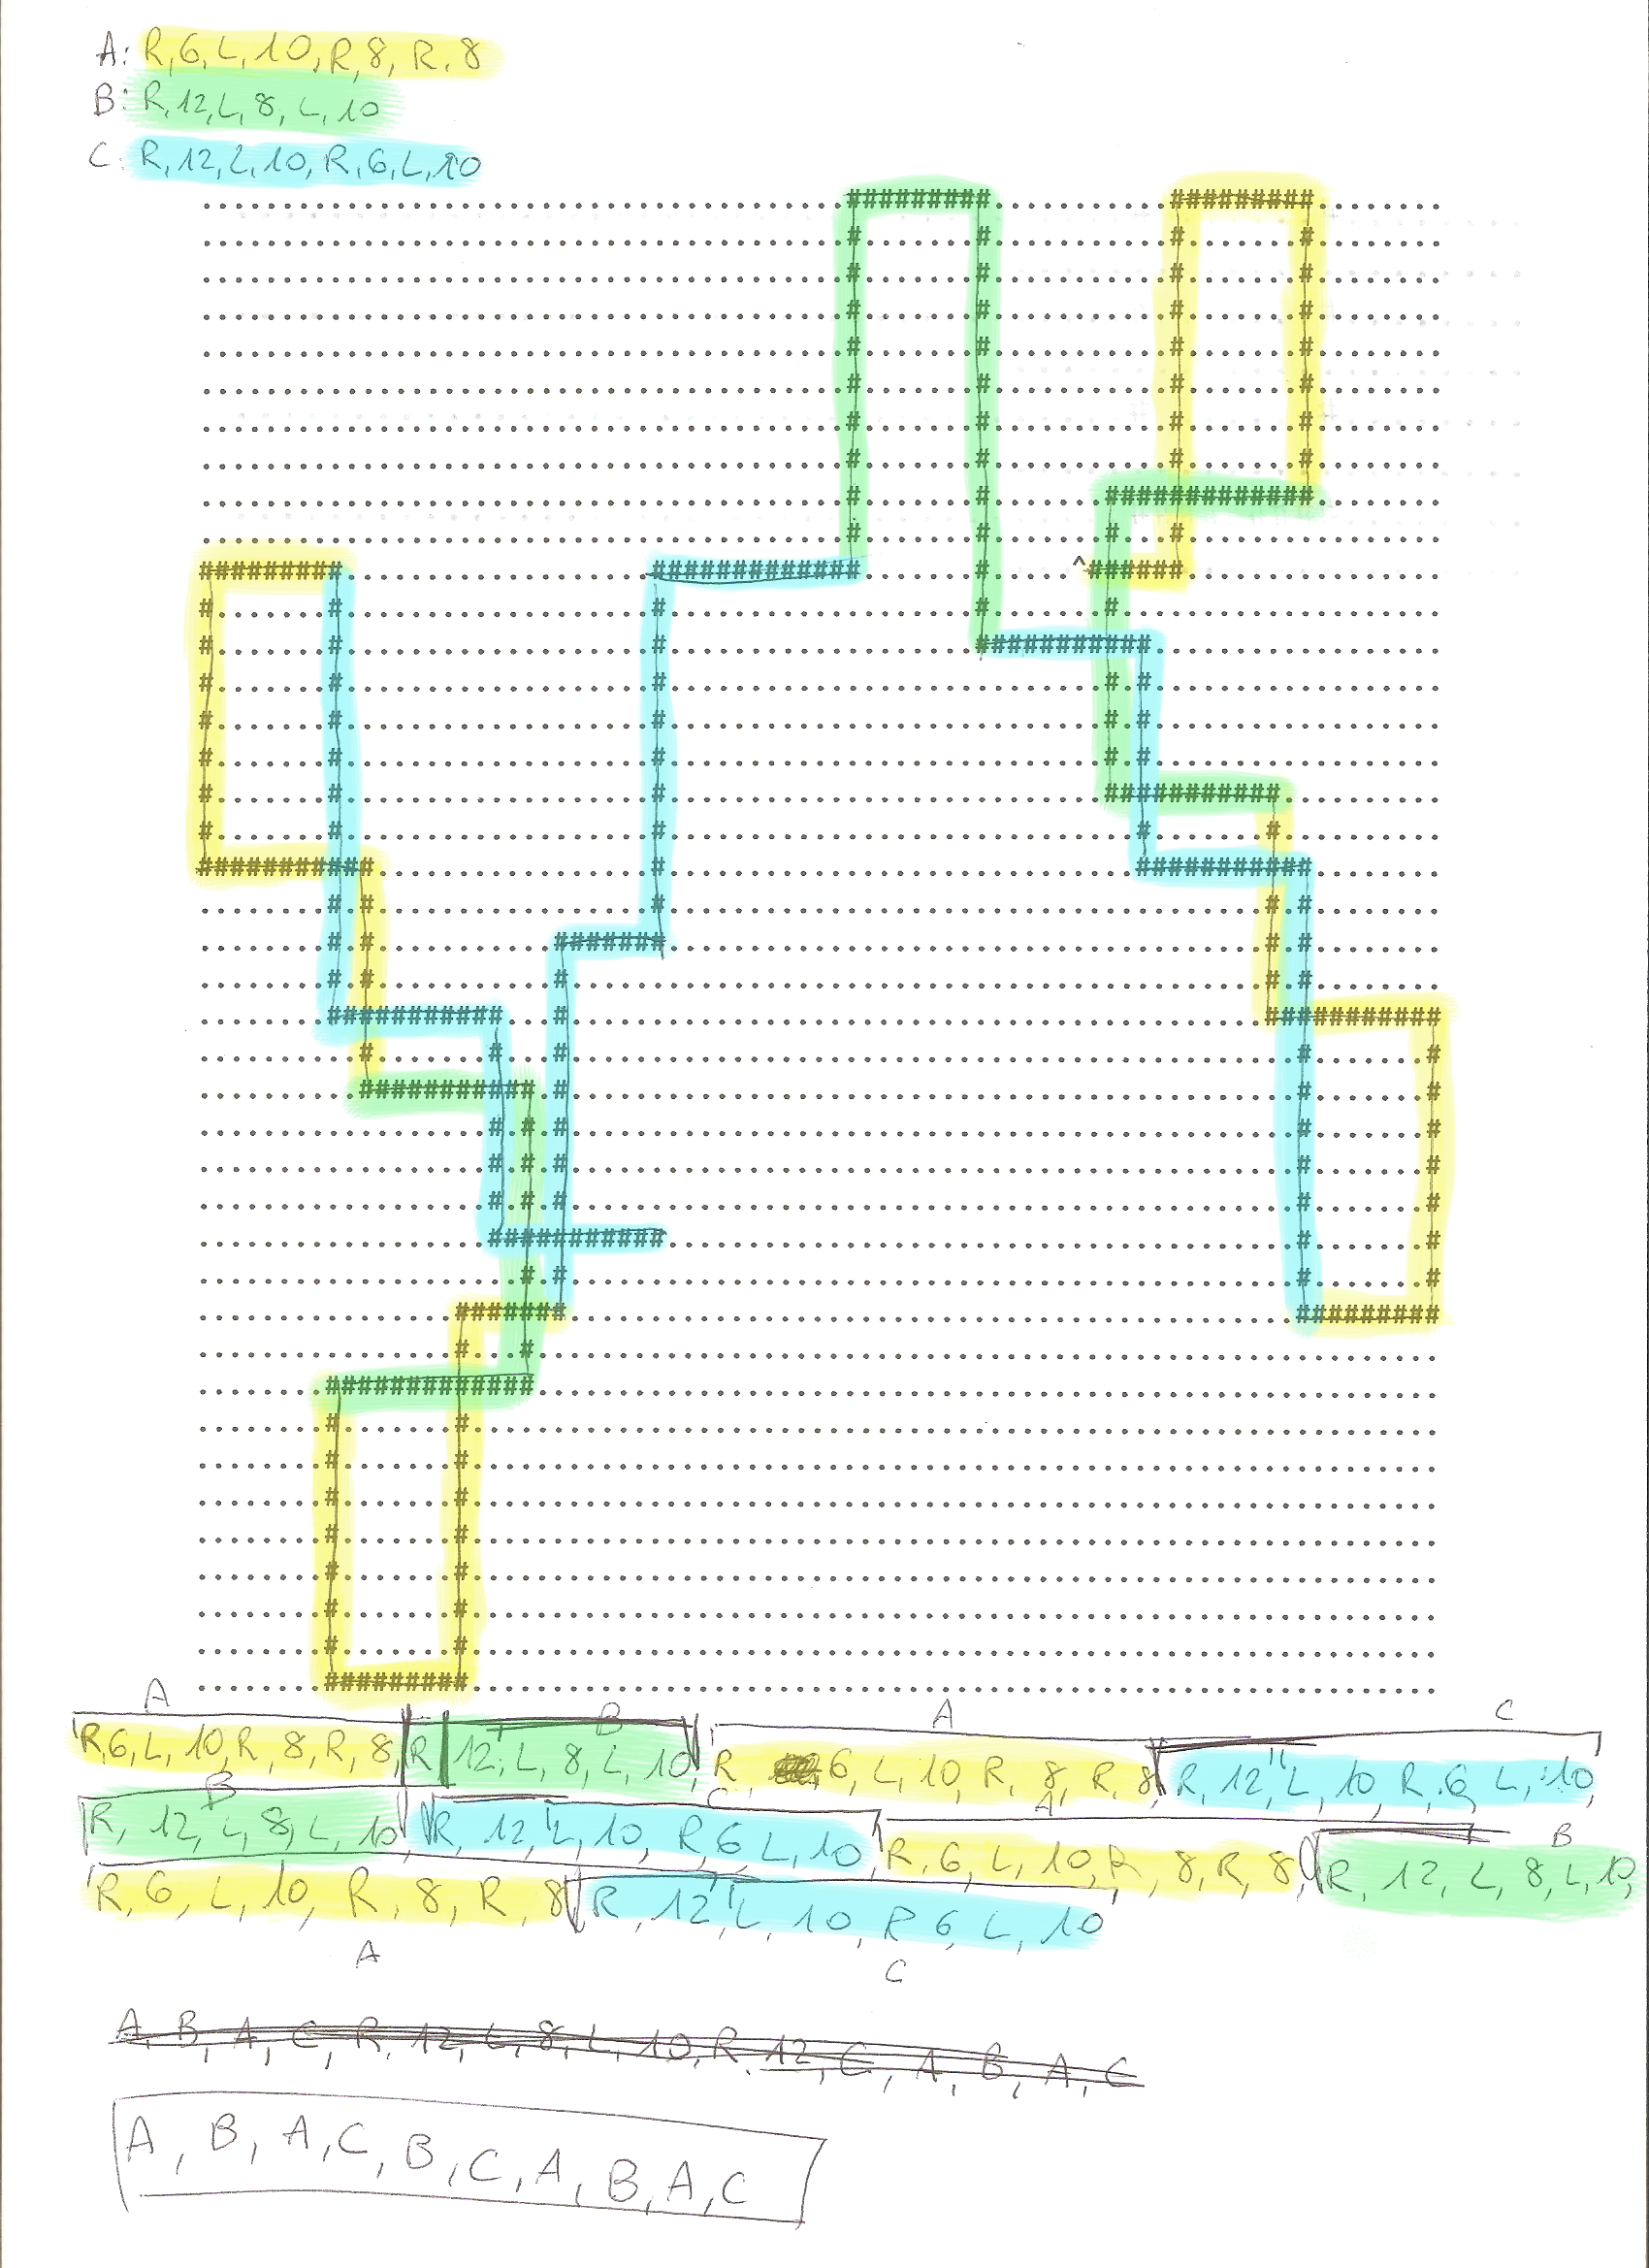 A: R,6,L,10,R,8,R,8
B: R,12,L,8,L,10
C: R,12,L,10,R,6,L,10
A B A C
R,6,L,10,R,8,R,8, R,12,L,8,L,10, R,6,L,10,R,8,R,8, R,12,L,10,R,6,L,10,
B C A B
R,12,L,8,L,10, R,12,L,10,R,6,L,10, R,6,L,10,R,8,R,8, R,12,L,8,L,10,
R,6,L,10,R,8,R,8, R,12,L,10,R,6,L,10
A C
A,B,A,C,R,12,L,8,L,10,R,12,C,A,B,A,C
A,B,A,C,B,C,A,B,A,C